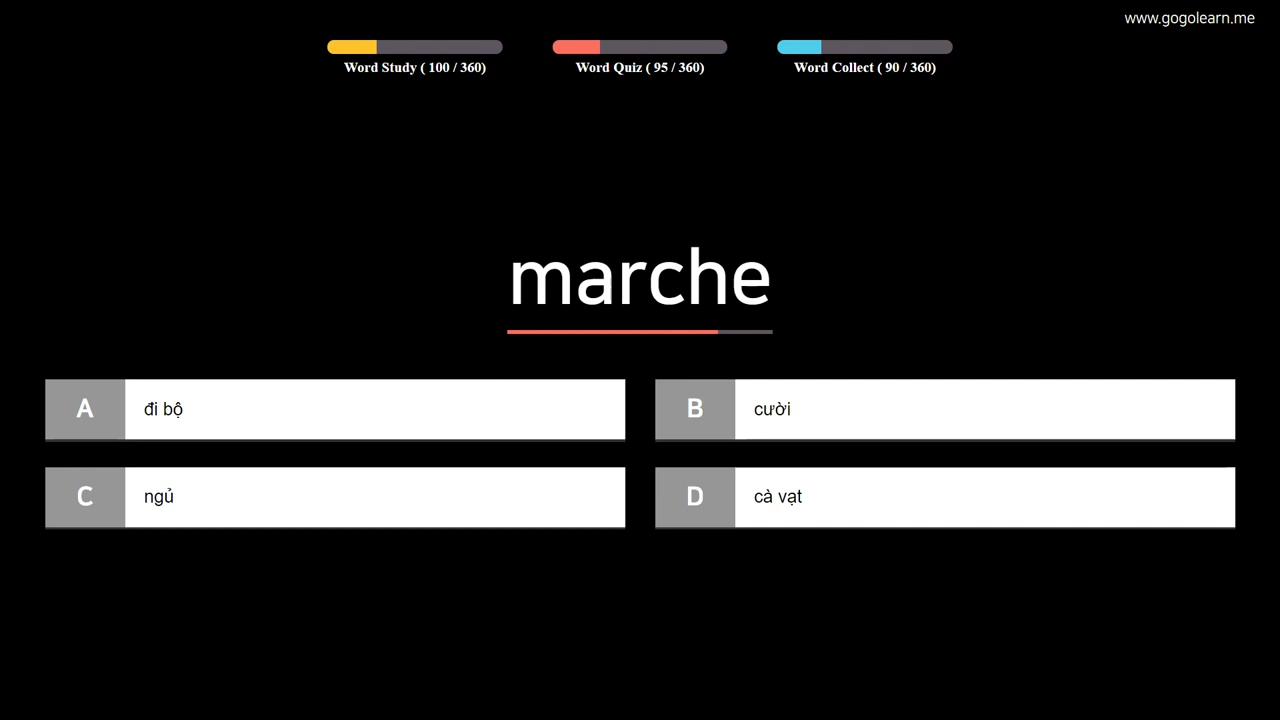 www.gogolearn.me
Word Study ( 100 / 360)
Word Quiz ( 95 / 360)
Word Collect ( 90 / 360)
marche
A đi bộ
B cười
C ngủ
D cà vạt